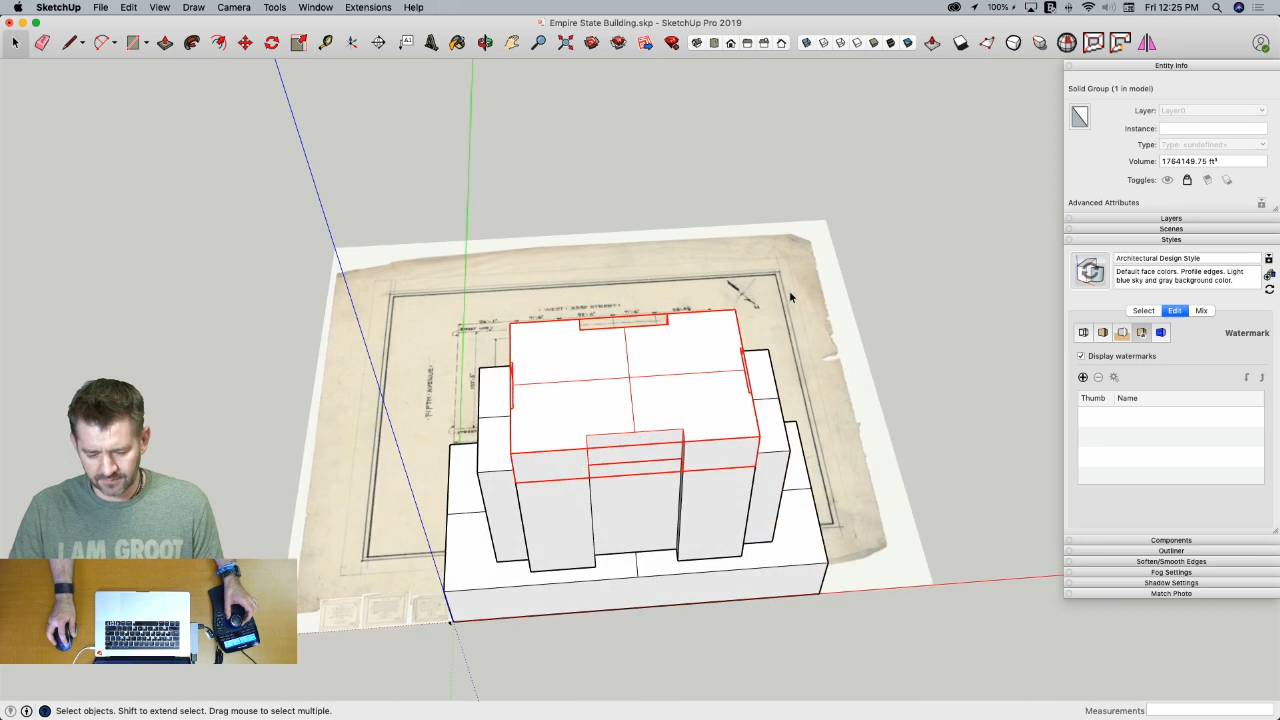 SketchUp File Edit View Draw Camera Tools Window Extensions Help
100%
Fri 12:25 PM
Empire State Building.skp - SketchUp Pro 2019
Entity Info
Solid Group (1 in model)
Layer: Layer0
Instance:
Type: Type: <undefined>
Volume: 1764149.75 ft³
Toggles:
Advanced Attributes
Layers
Scenes
Styles
Architectural Design Style
Default face colors. Profile edges. Light
blue sky and gray background color.
Select Edit Mix
Watermark
Display watermarks
Thumb Name
Components
Outliner
Soften/Smooth Edges
Fog Settings
Shadow Settings
Match Photo
I AM GROOT
Select objects. Shift to extend select. Drag mouse to select multiple.
Measurements